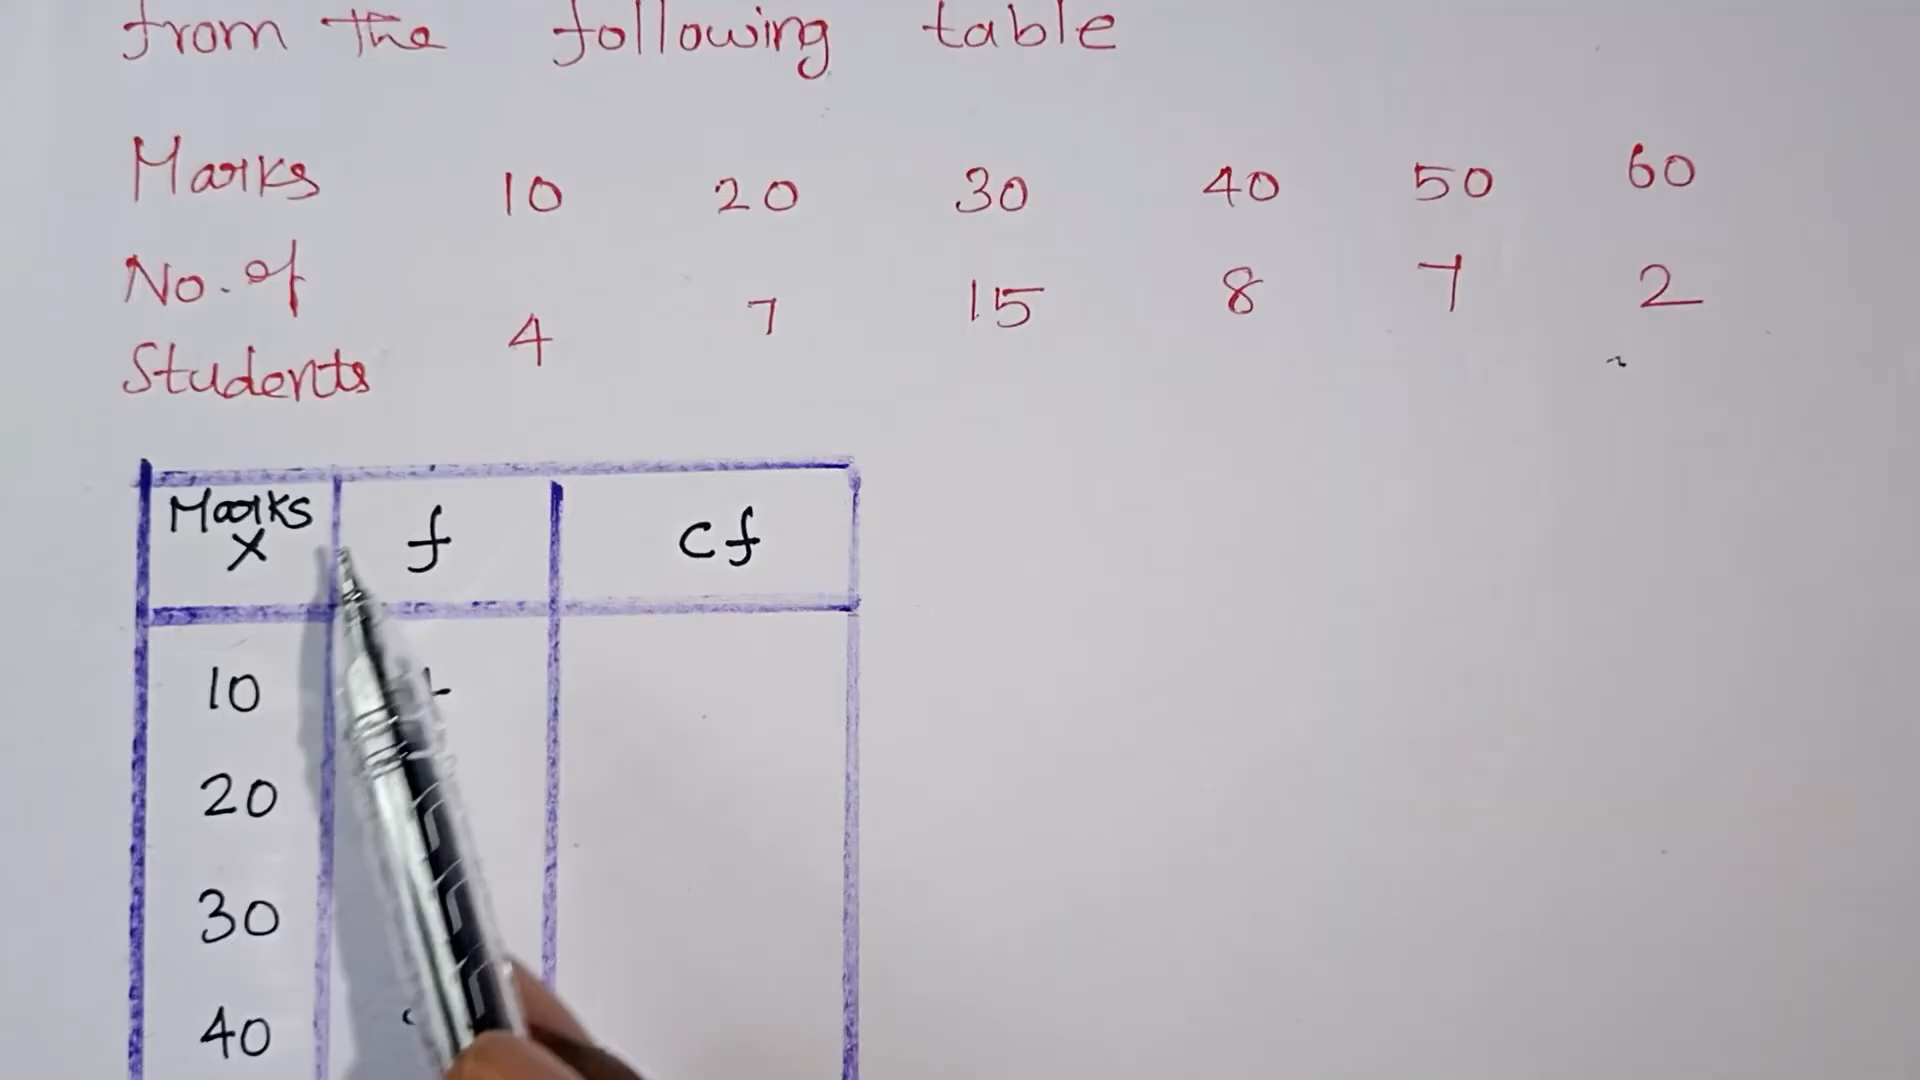 from the following table
Marks 10 20 30 40 50 60
No. of
Students 4 7 15 8 7 2
Marks
X f cf
10
20
30
40